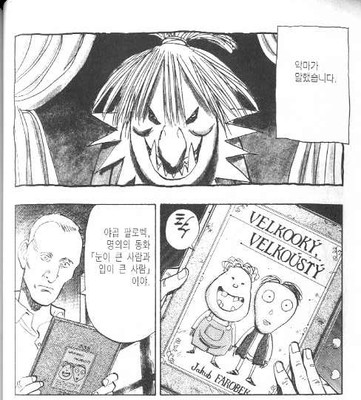 악마가
말했습니다.
야콥 팔로벡,
명의의 동화
『눈이 큰 사람과
입이 큰 사람』
이야.
툭
VELKOOKÝ,
VELKOÚSTÝ
Jakub FAROBEK